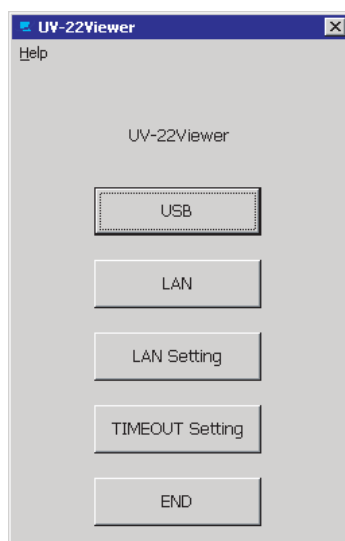 UV-22Viewer
Help
UV-22Viewer
USB
LAN
LAN Setting
TIMEOUT Setting
END